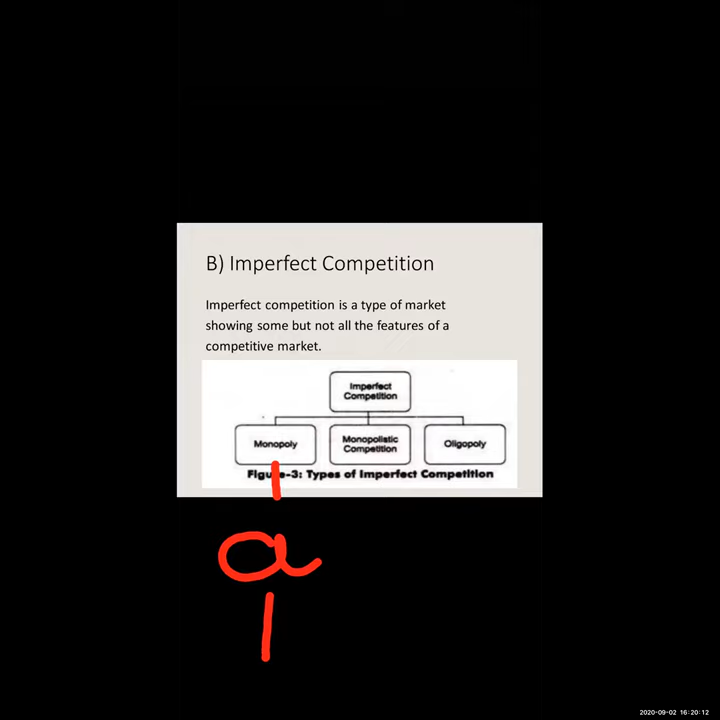 B) Imperfect Competition
Imperfect competition is a type of market
showing some but not all the features of a
competitive market.
Imperfect
Competition
Monopoly
Monopolistic
Competition
Oligopoly
Figure-3: Types of Imperfect Competition
a
2020-09-02 16:20:12